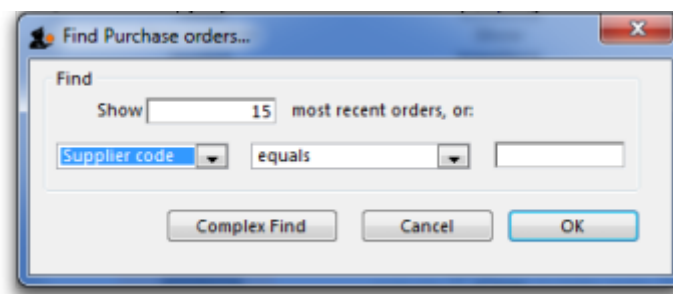 Find Purchase orders...
Find
Show 15 most recent orders, or:
Supplier code equals
Complex Find Cancel OK